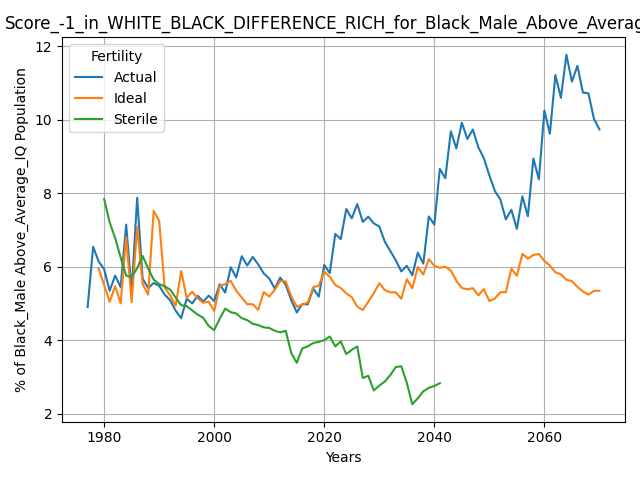 Score_-1_in_WHITE_BLACK_DIFFERENCE_RICH_for_Black_Male_Above_Averag
12
10
8
6
4
2
% of Black_Male Above_Average_IQ Population
Fertility
Actual
Ideal
Sterile
1980
2000
2020
2040
2060
Years